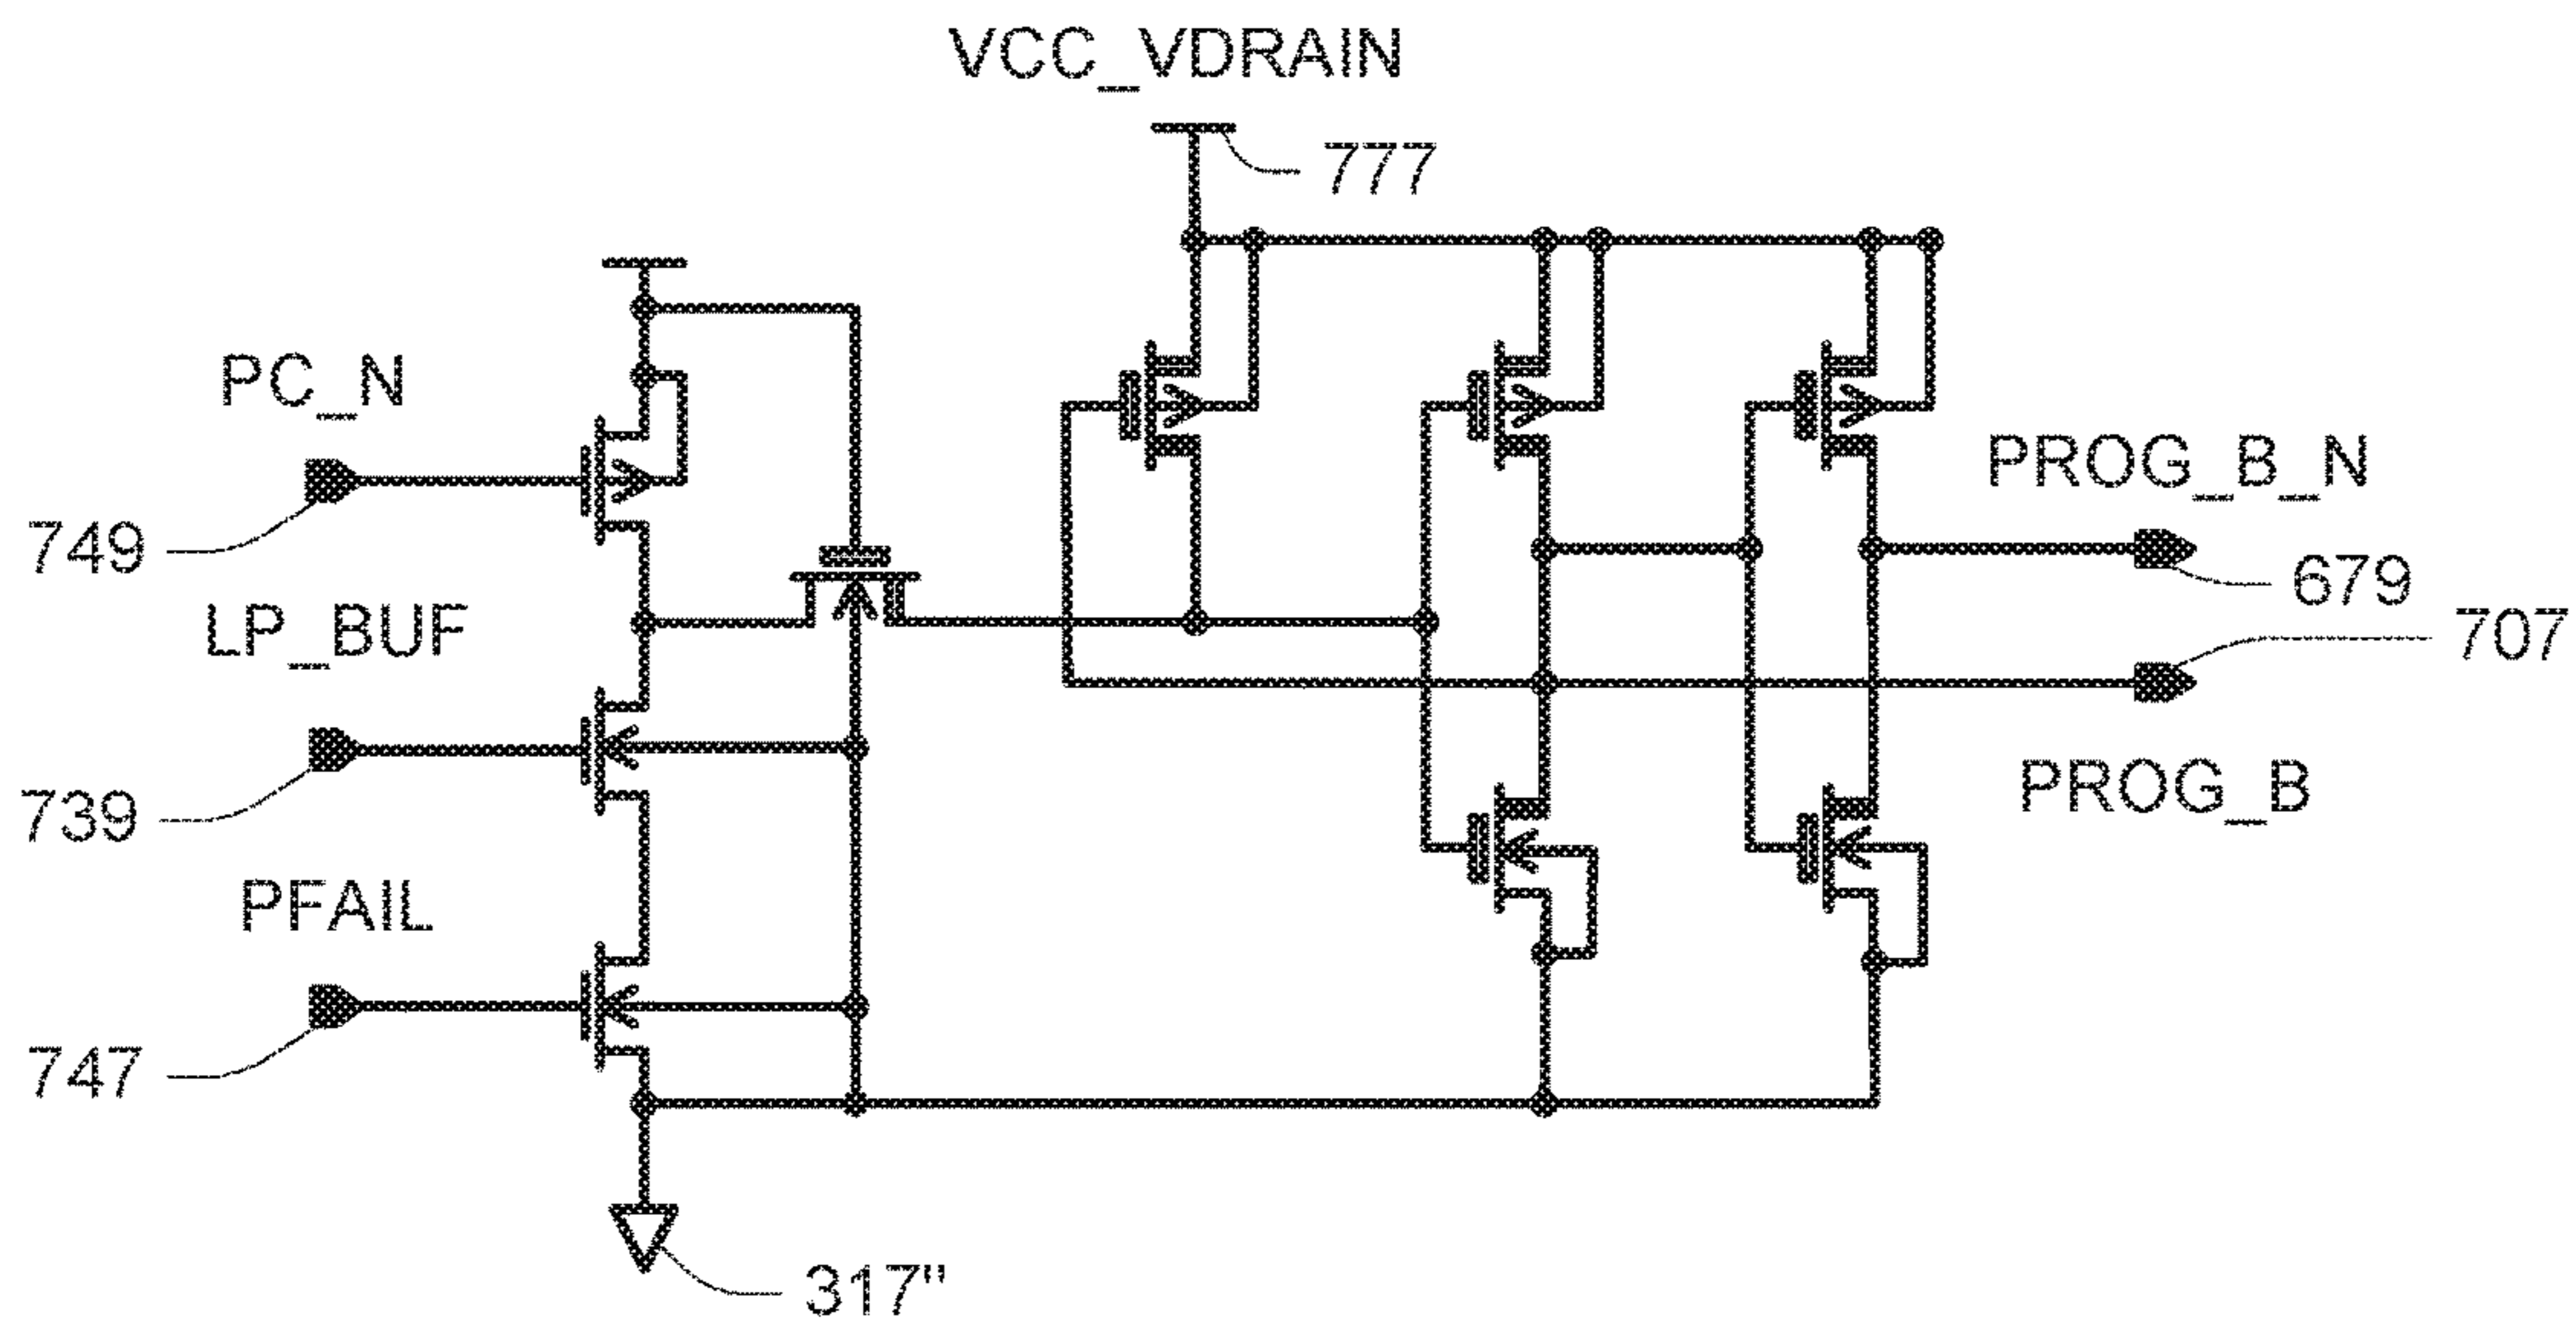 VCC_VDRAIN
777
PC_N
749
PROG_B_N
679
LP_BUF
707
739
PROG_B
PFAIL
747
317"